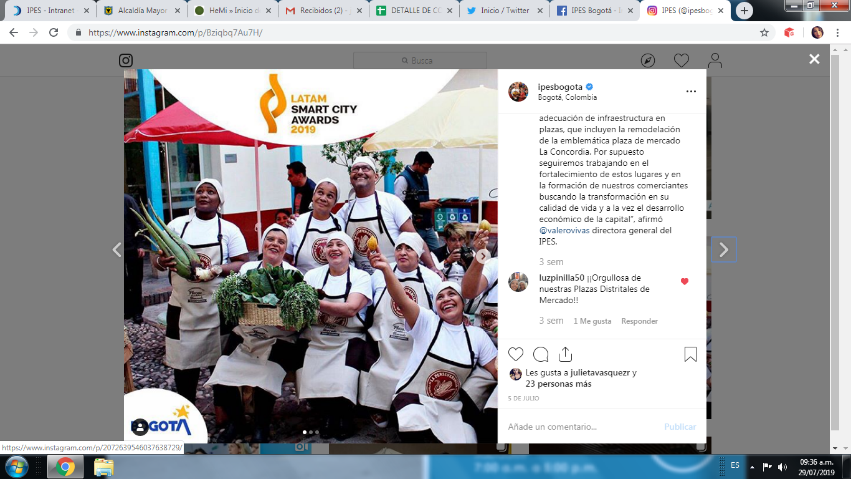 IPES - Intranet
Alcaldía Mayor
HeMi » Inicio d
Recibidos (2) -
DETALLE DE C
Inicio / Twitter
IPES Bogotá -
IPES (@ipesbog
https://www.instagram.com/p/BziqbqZAu7H/
Busca
LATAM
SMART CITY
AWARDS
2019
BOGOTÁ
ipesbogota
Bogotá, Colombia
adecuación de infraestructura en
plazas, que incluyen la remodelación
de la emblemática plaza de mercado
La Concordia. Por supuesto
seguiremos trabajando en el
fortalecimiento de estos lugares y en
la formación de nuestros comerciantes
buscando la transformación en su
calidad de vida y a la vez el desarrollo
económico de la capital", afirmó
@valerovivas directora general del
IPES.
3 sem
luzpinilla50 ¡¡Orgullosa de
nuestras Plazas Distritales de
Mercado!!
3 sem 1 Me gusta Responder
Les gusta a julietavasquezr y
23 personas más
5 DE JULIO
Añade un comentario... Publicar
https://www.instagram.com/p/2072639546037638729/
7:00 a.m. a 5:00 p.m.
ES
09:36 a.m.
29/07/2019